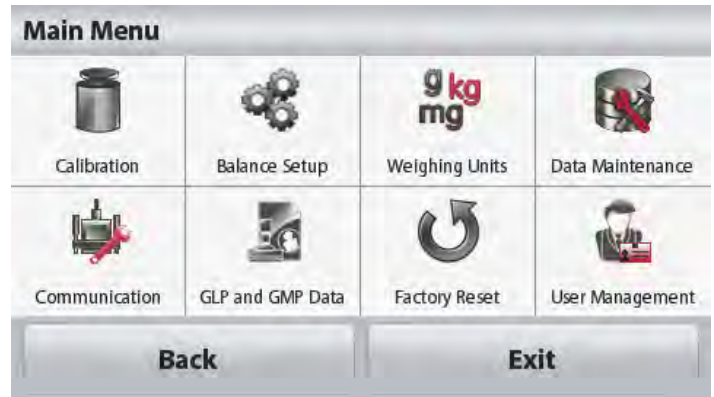 Main Menu
g kg
mg
Calibration
Balance Setup
Weighing Units
Data Maintenance
Communication
GLP and GMP Data
Factory Reset
User Management
Back
Exit